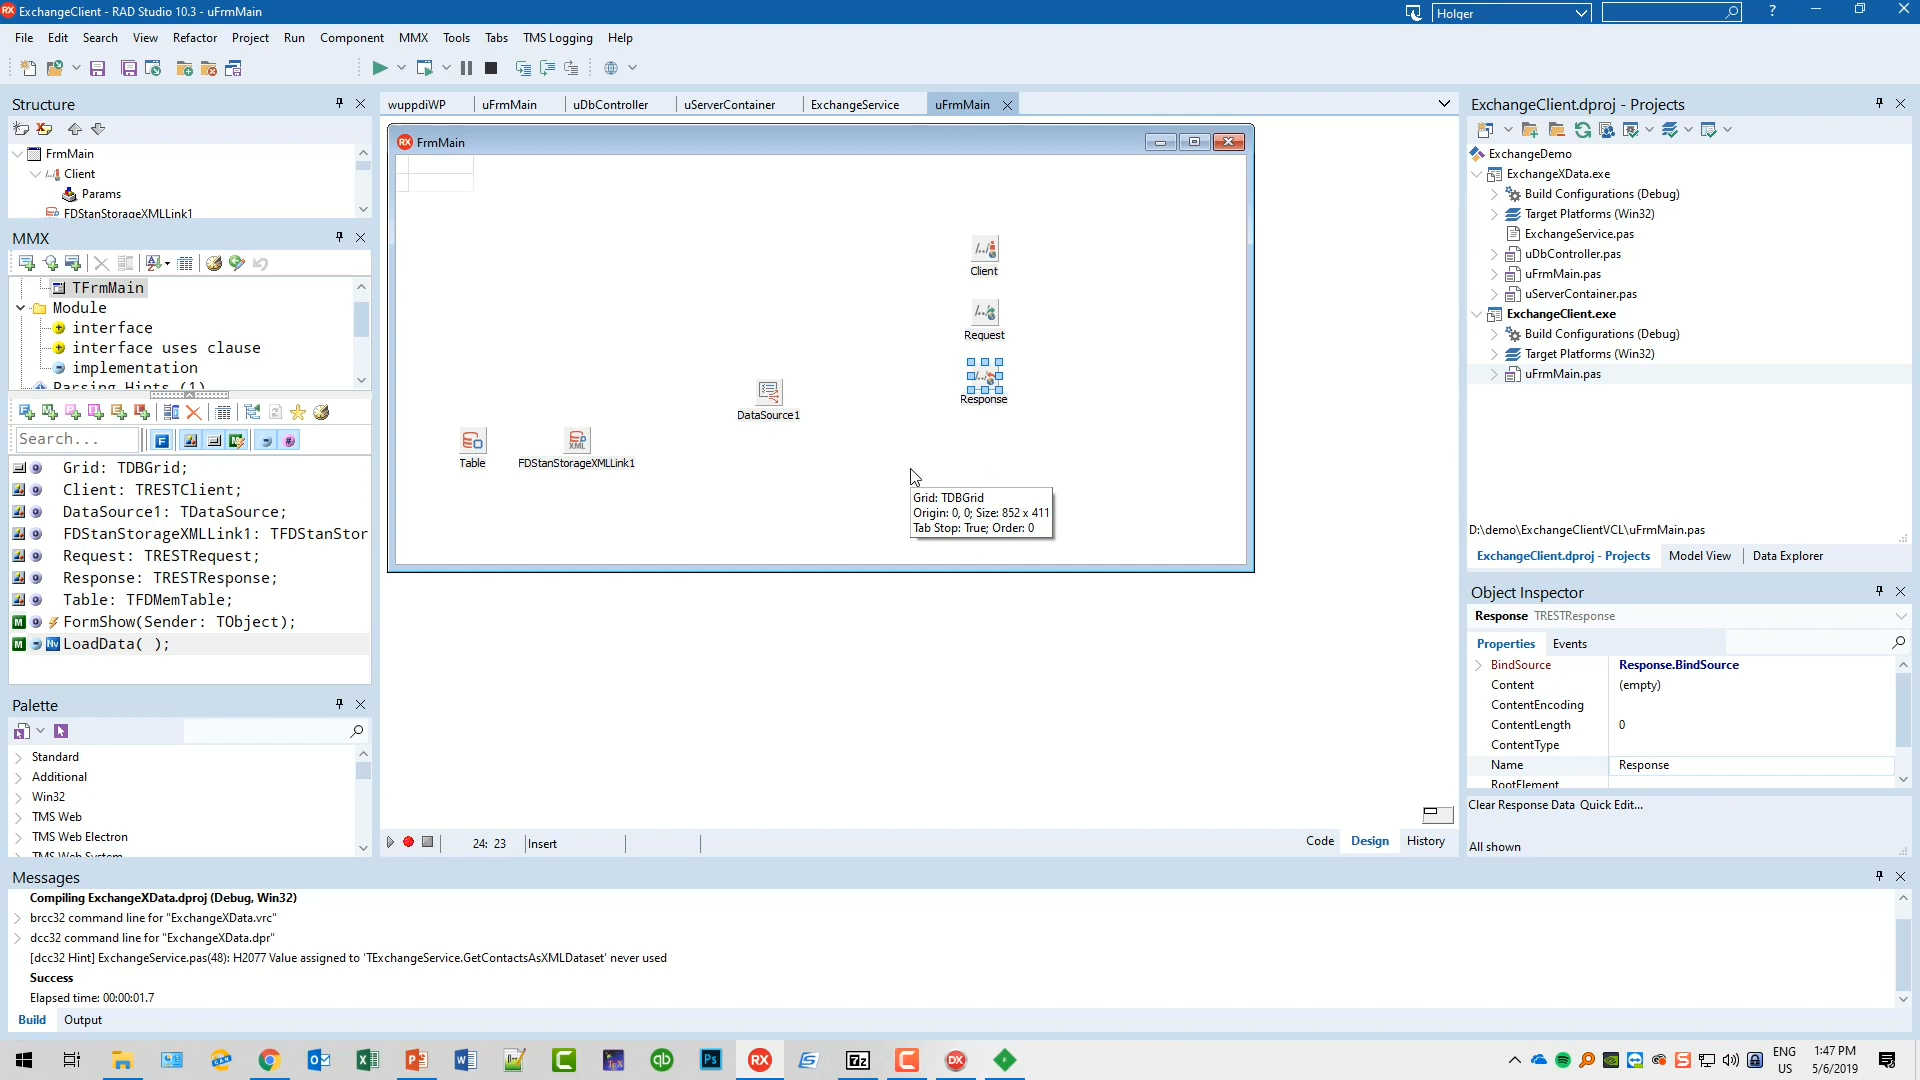 RX ExchangeClient - RAD Studio 10.3 - uFrmMain
Holger
?
File Edit Search View Refactor Project Run Component MMX Tools Tabs TMS Logging Help
Structure
FrmMain
Client
Params
FDStanStorageXMLLink1
MMX
TFrmMain
Module
interface
interface uses clause
implementation
Parsing Hints (1)
Search...
Grid: TDBGrid;
Client: TRESTClient;
DataSource1: TDataSource;
FDStanStorageXMLLink1: TFDStanStor
Request: TRESTRequest;
Response: TRESTResponse;
Table: TFDMemTable;
FormShow(Sender: TObject);
LoadData( );
Palette
Standard
Additional
Win32
TMS Web
TMS Web Electron
TMS Web System
wuppdiWP uFrmMain uDbController uServerContainer ExchangeService uFrmMain
RX FrmMain
Client
Request
Response
DataSource1
Table
XML
FDStanStorageXMLLink1
Grid: TDBGrid
Origin: 0, 0; Size: 852 x 411
Tab Stop: True; Order: 0
24: 23 Insert
Code Design History
ExchangeClient.dproj - Projects
ExchangeDemo
ExchangeXData.exe
Build Configurations (Debug)
Target Platforms (Win32)
ExchangeService.pas
uDbController.pas
uFrmMain.pas
uServerContainer.pas
ExchangeClient.exe
Build Configurations (Debug)
Target Platforms (Win32)
uFrmMain.pas
D:\demo\ExchangeClientVCL\uFrmMain.pas
ExchangeClient.dproj - Projects Model View Data Explorer
Object Inspector
Response TRESTResponse
Properties Events
BindSource Response.BindSource
Content (empty)
ContentEncoding
ContentLength 0
ContentType
Name Response
RootElement
Clear Response Data Quick Edit...
All shown
Messages
Compiling ExchangeXData.dproj (Debug, Win32)
brcc32 command line for "ExchangeXData.vrc"
dcc32 command line for "ExchangeXData.dpr"
[dcc32 Hint] ExchangeService.pas(48): H2077 Value assigned to 'TExchangeService.GetContactsAsXMLDataset' never used
Success
Elapsed time: 00:00:01.7
Build Output
ENG
US
1:47 PM
5/6/2019